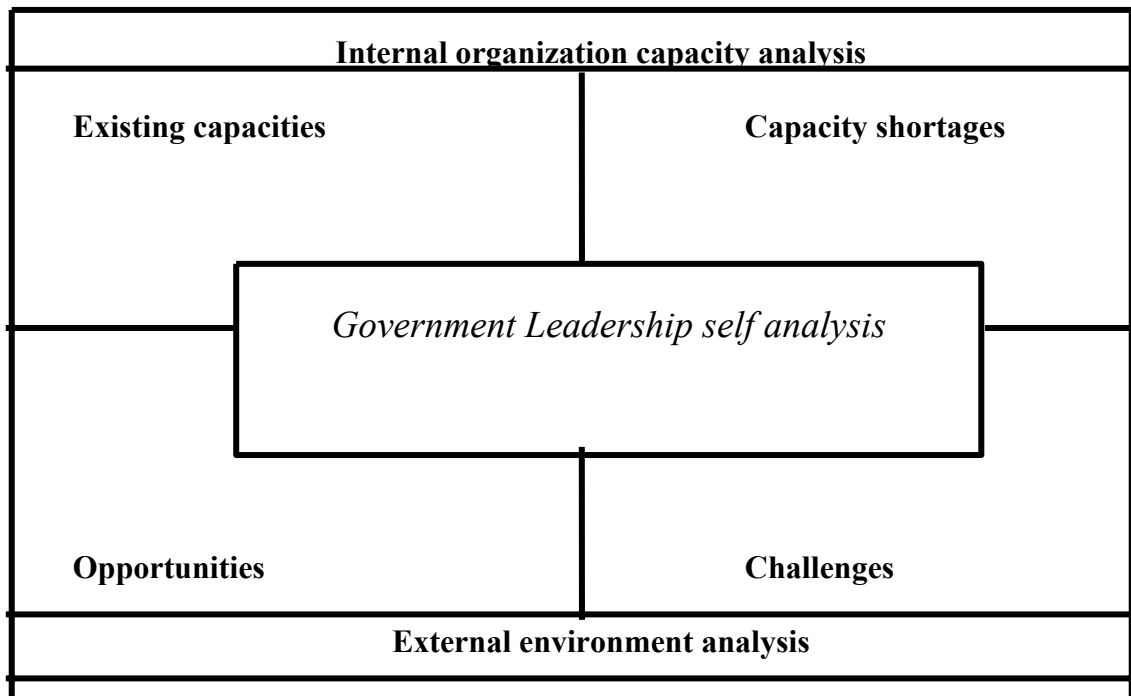 Internal organization capacity analysis
Existing capacities
Capacity shortages
Government Leadership self analysis
Opportunities
Challenges
External environment analysis